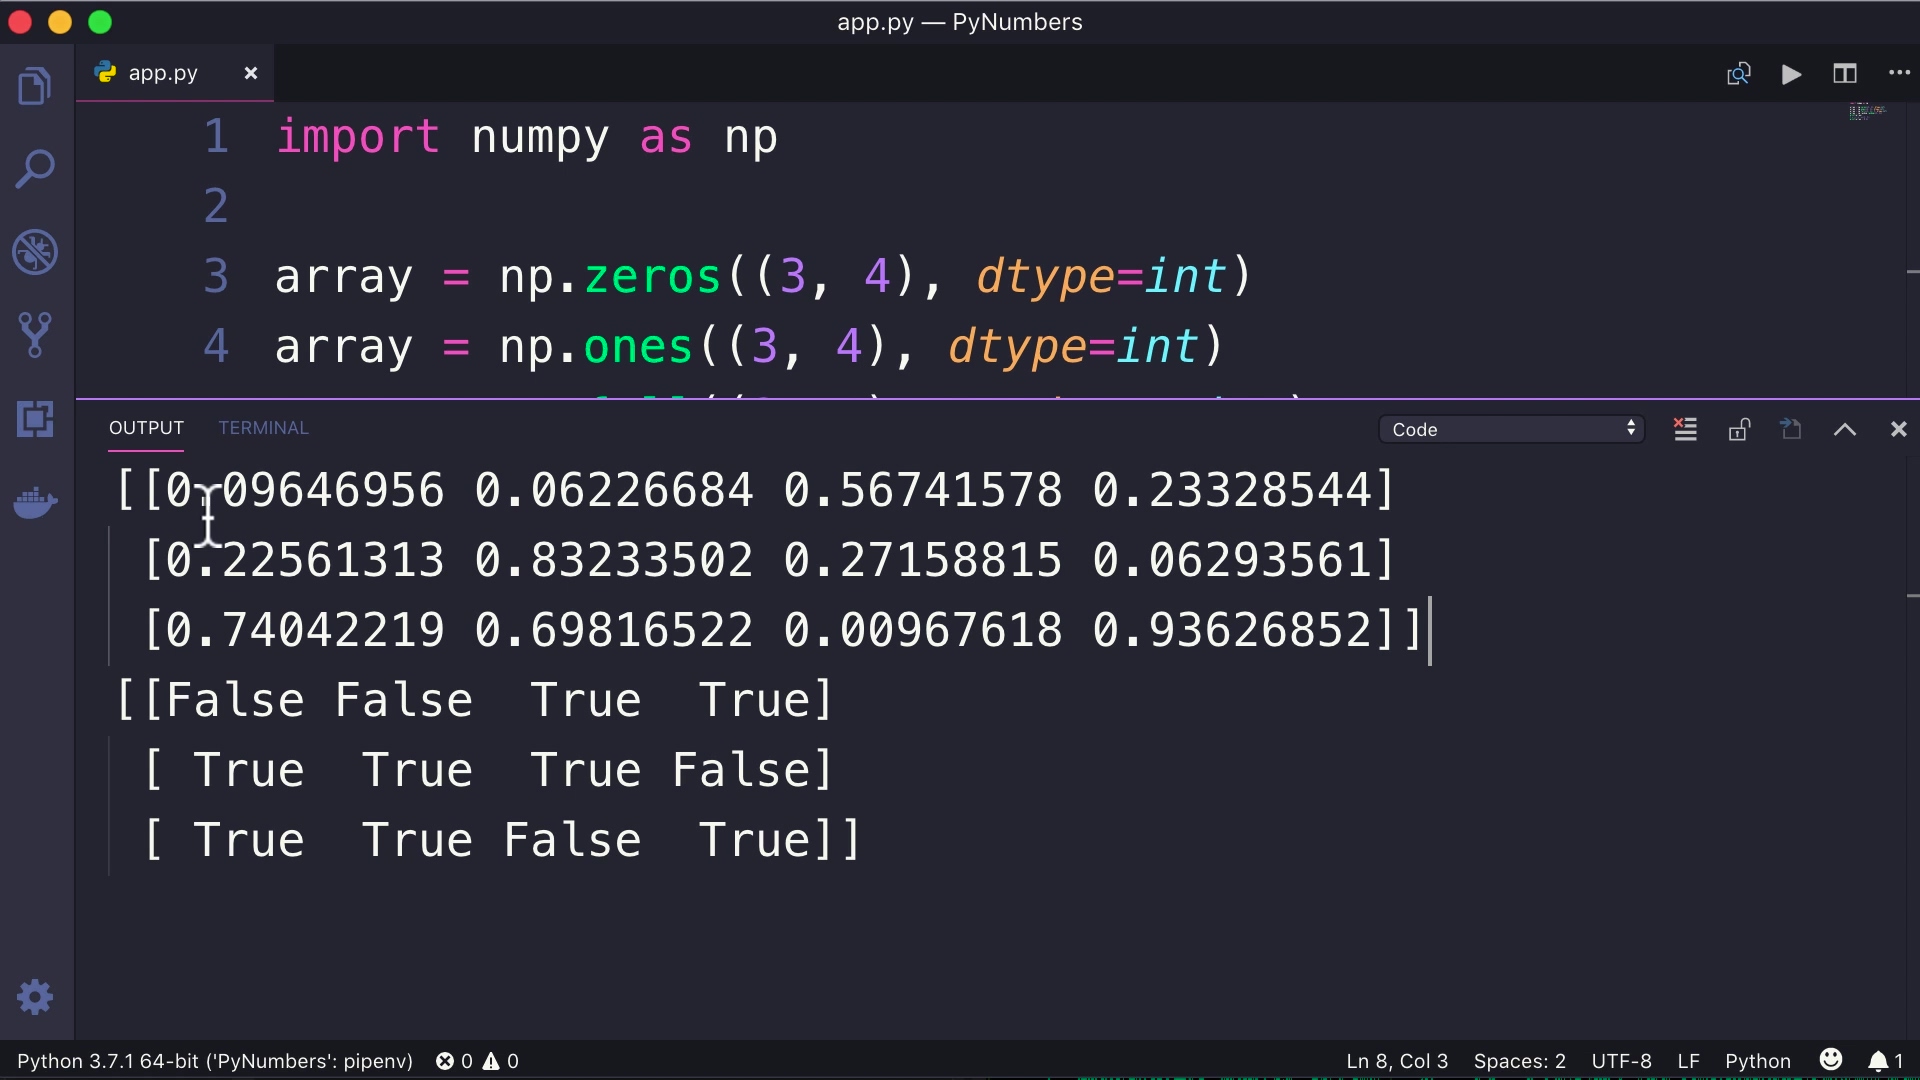 app.py — PyNumbers
app.py
1 import numpy as np
2
3 array = np.zeros((3, 4), dtype=int)
4 array = np.ones((3, 4), dtype=int)
OUTPUT TERMINAL Code
[[0.09646956 0.06226684 0.56741578 0.23328544]
[0.22561313 0.83233502 0.27158815 0.06293561]
[0.74042219 0.69816522 0.00967618 0.93626852]]
[[False False  True  True]
[ True  True  True False]
[ True  True False  True]]
Python 3.7.1 64-bit ('PyNumbers': pipenv) 0 0 Ln 8, Col 3 Spaces: 2 UTF-8 LF Python 1